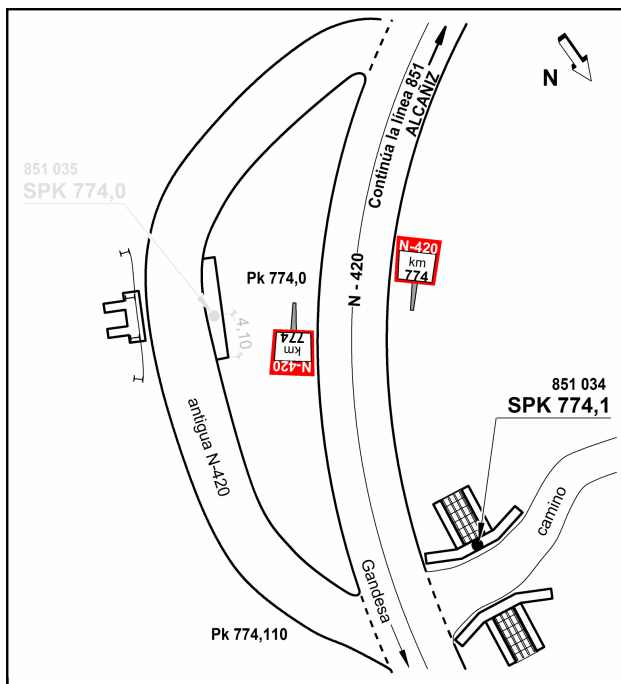 Continúa la línea 851
ALCAÑIZ
N
851 035
SPK 774,0
4,10
Pk 774,0
N - 420
N-420
km
774
N-420
km
774
851 034
SPK 774,1
antigua N-420
camino
Gandesa
Pk 774,110